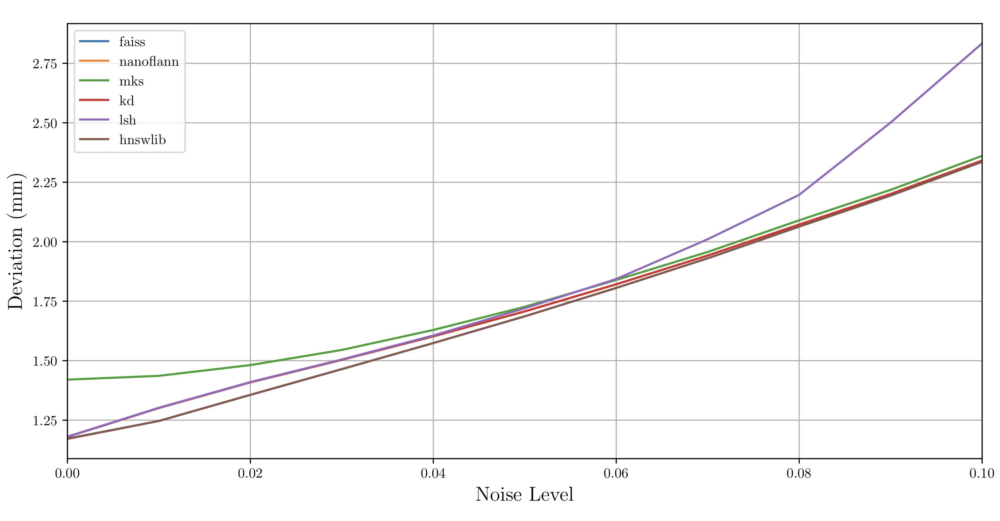 faiss
nanoflann
mks
kd
lsh
hnswlib
2.75
2.50
2.25
2.00
1.75
1.50
1.25
Deviation (mm)
0.00 0.02 0.04 0.06 0.08 0.10
Noise Level